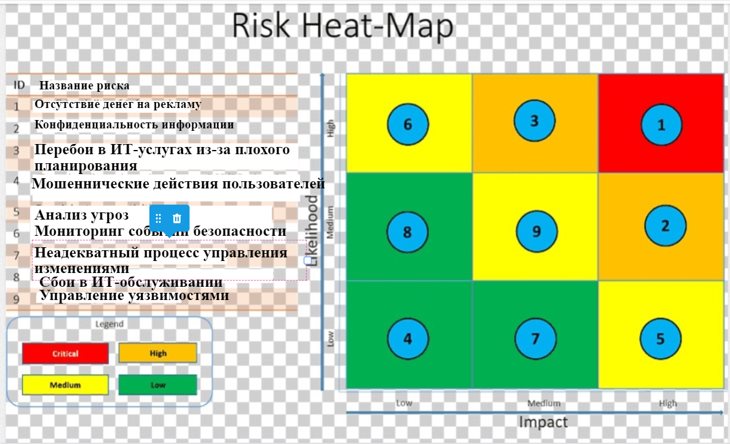 Risk Heat-Map
ID Название риска
1 Отсутствие денег на рекламу
2 Конфиденциальность информации
3 Перебои в ИТ-услугах из-за плохого
планирования
4 Мошеннические действия пользователей
5 Анализ угроз
6 Мониторинг событий безопасности
7 Неадекватный процесс управления
изменениями
8 Сбои в ИТ-обслуживании
9 Управление уязвимостями
Legend
Critical High
Medium Low
Likelihood
High
Medium
Low
6 3 1
8 9 2
4 7 5
Low Medium High
Impact